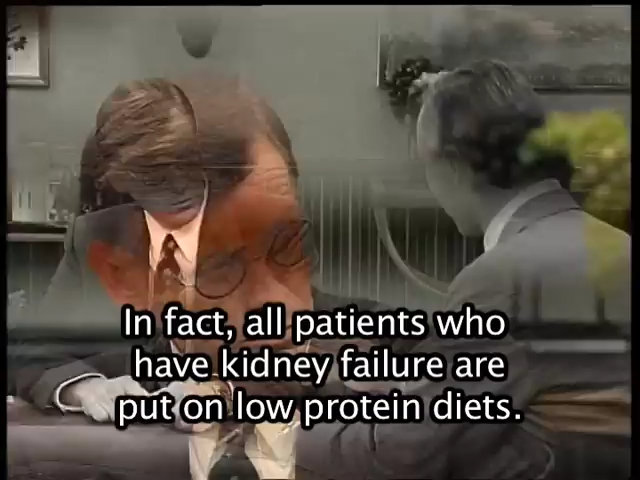 In fact, all patients who
have kidney failure are
put on low protein diets.